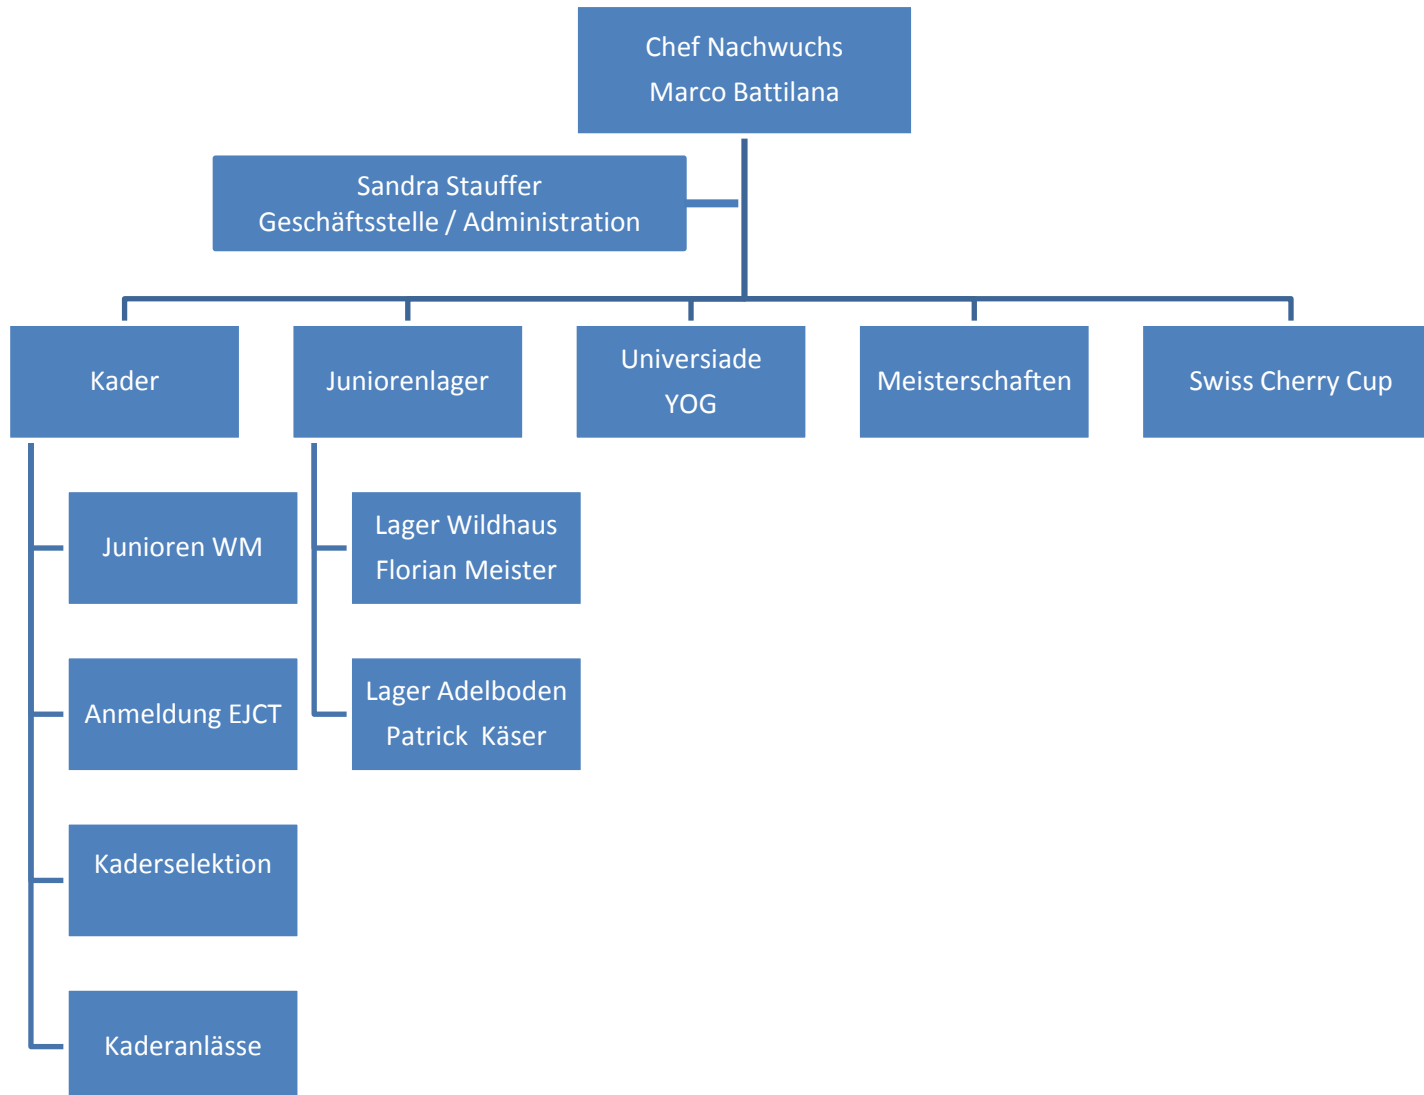 Chef Nachwuchs
Marco Battilana
Sandra Stauffer
Geschäftsstelle / Administration
Kader
Juniorenlager
Universiade
YOG
Meisterschaften
Swiss Cherry Cup
Junioren WM
Anmeldung EJCT
Kaderselektion
Kaderanlässe
Lager Wildhaus
Florian Meister
Lager Adelboden
Patrick  Käser